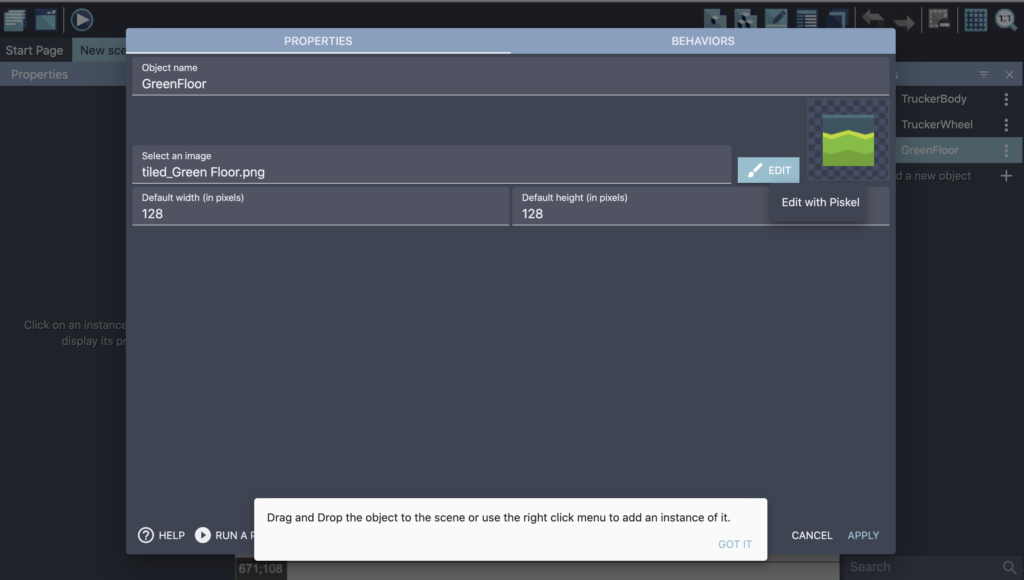 Start Page
New sce
Properties
PROPERTIES
BEHAVIORS
Object name
GreenFloor
Select an image
tiled_Green Floor.png
EDIT
Edit with Piskel
Default width (in pixels)
128
Default height (in pixels)
128
1:1
s
TruckerBody
TruckerWheel
GreenFloor
d a new object
Click on an instance
display its pr
HELP
RUN A P
Drag and Drop the object to the scene or use the right click menu to add an instance of it.
GOT IT
CANCEL
APPLY
671;108
Search